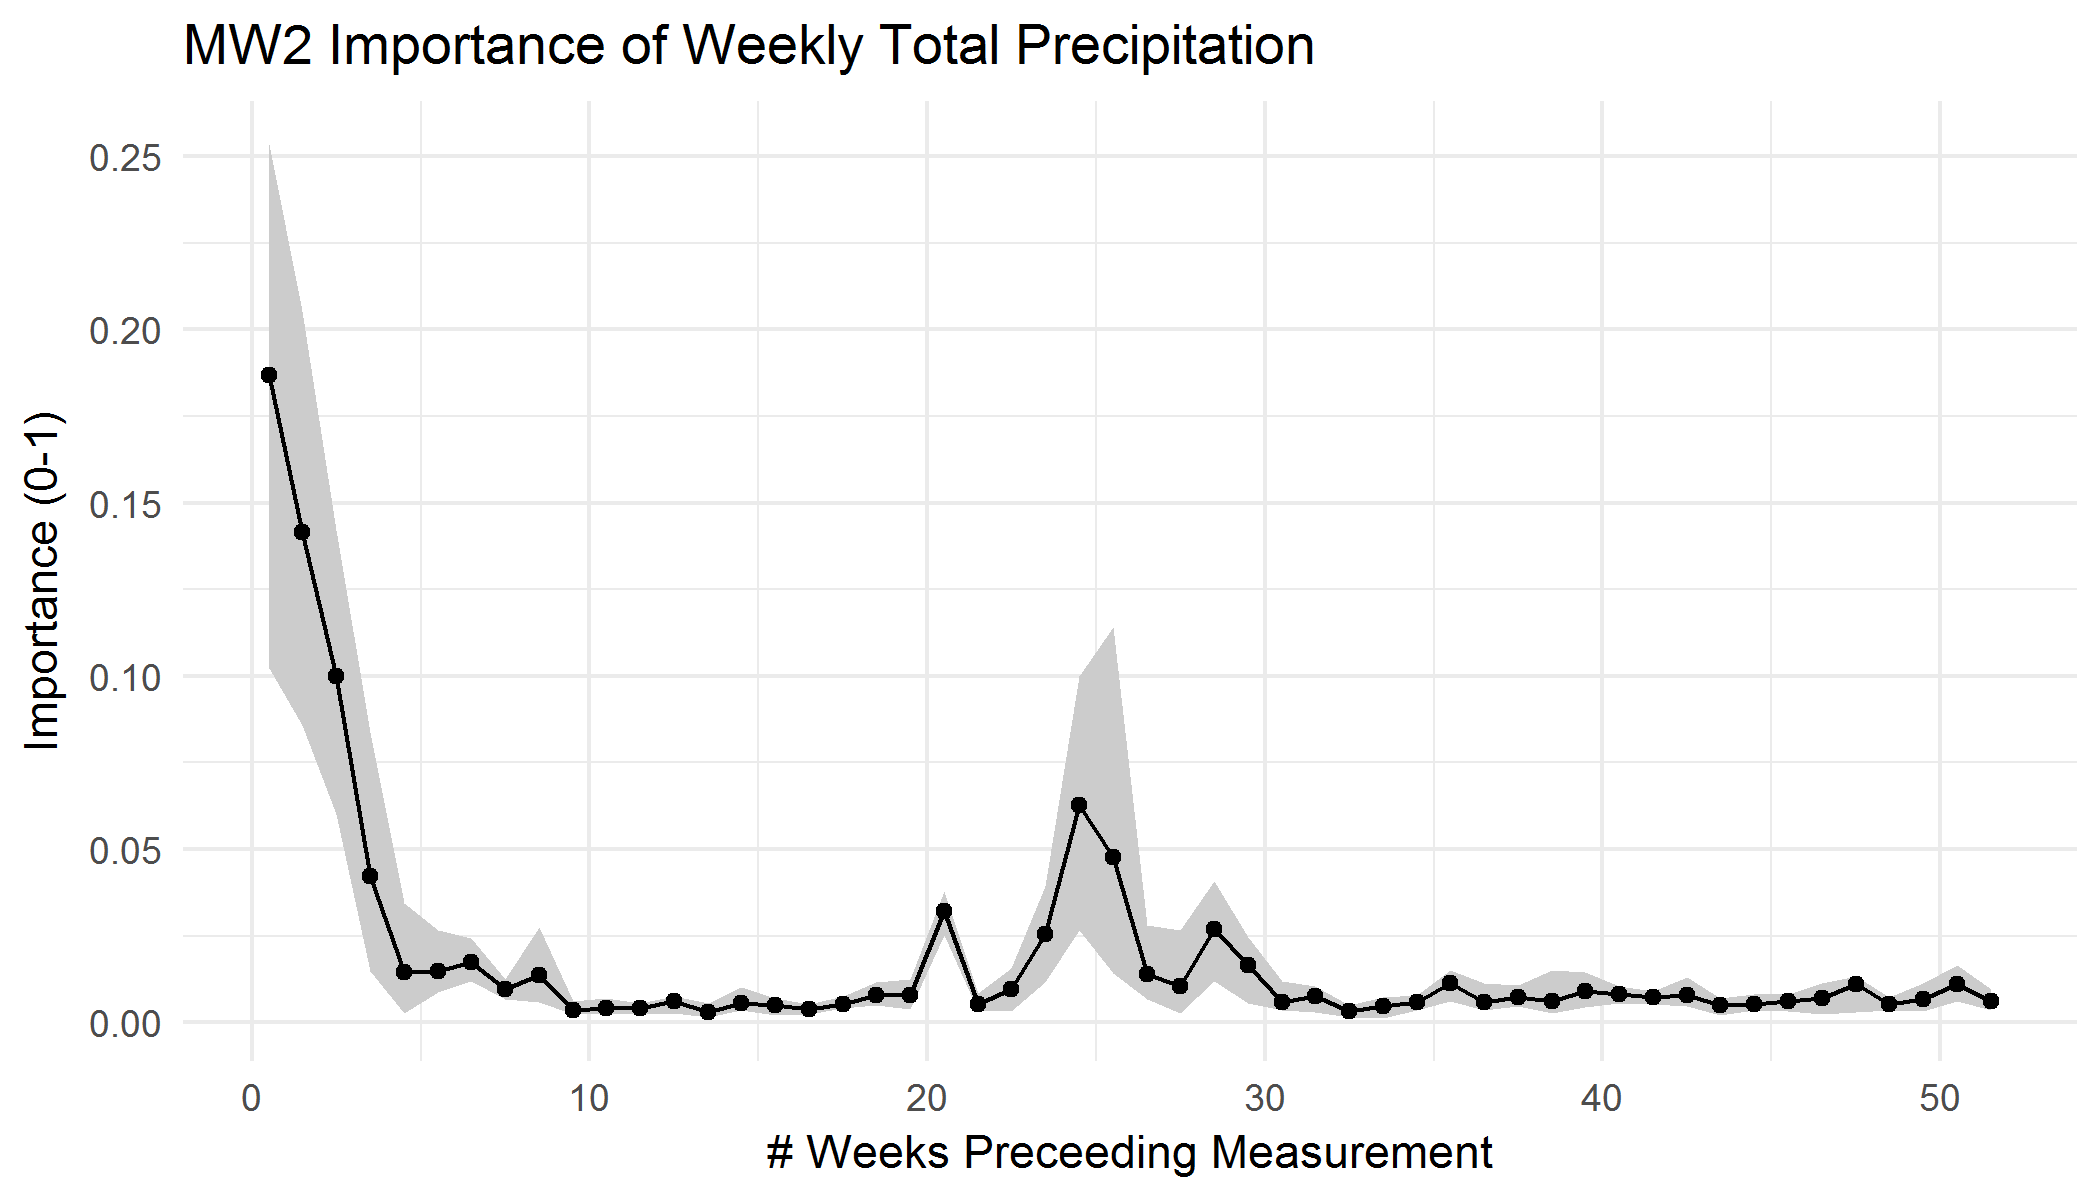 MW2 Importance of Weekly Total Precipitation
Importance (0-1)
0.25
0.20
0.15
0.10
0.05
0.00
0 10 20 30 40 50
# Weeks Preceeding Measurement